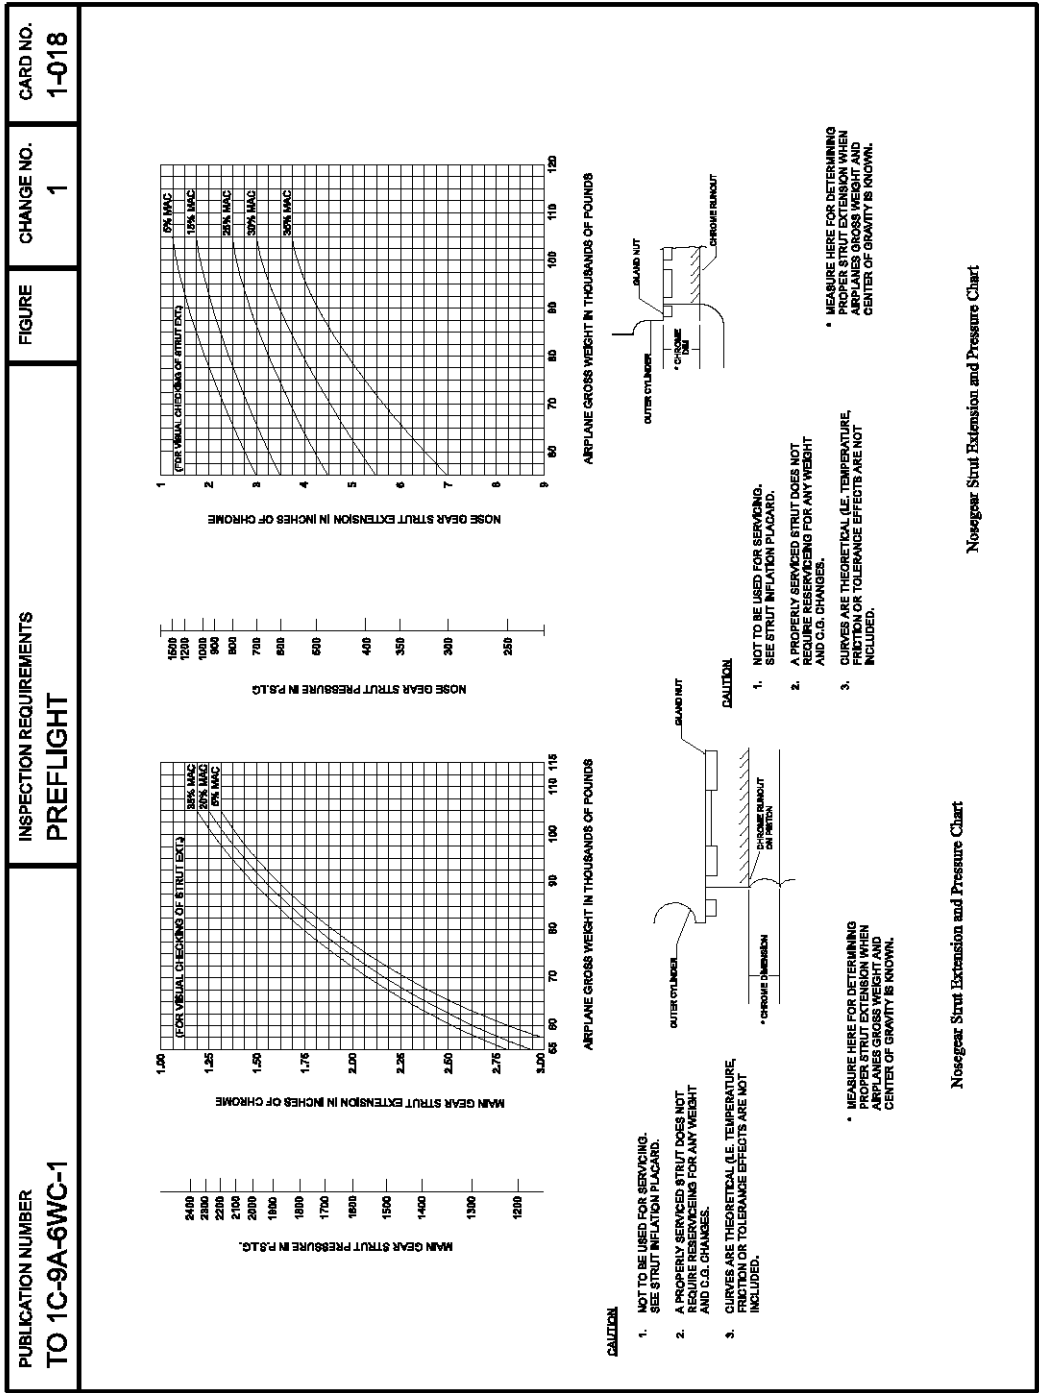 PUBLICATION NUMBER
TO 1C-9A-6WC-1
INSPECTION REQUIREMENTS
PREFLIGHT
FIGURE
CHANGE NO.
1
CARD NO.
1-018
MAIN GEAR STRUT PRESSURE IN P.S.I.G.
2400
2300
2200
2100
2000
1800
1700
1600
1500
1400
1300
1200
MAIN GEAR STRUT EXTENSION IN INCHES OF CHROME
1.00
1.25
1.50
1.75
2.00
2.25
2.50
2.75
3.00
(FOR VISUAL CHECKING OF STRUT EXT.)
35% MAC
20% MAC
5% MAC
55
60
70
80
90
100
110
115
AIRPLANE GROSS WEIGHT IN THOUSANDS OF POUNDS
NOSE GEAR STRUT PRESSURE IN P.S.I.G
1500
1200
1000
900
800
700
600
500
400
350
300
250
NOSE GEAR STRUT EXTENSION IN INCHES OF CHROME
1
2
3
4
5
6
7
8
9
(FOR VISUAL CHECKING OF STRUT EXT.)
5% MAC
15% MAC
25% MAC
30% MAC
35% MAC
60
70
80
90
100
110
120
AIRPLANE GROSS WEIGHT IN THOUSANDS OF POUNDS
CAUTION
1. NOT TO BE USED FOR SERVICING.
SEE STRUT INFLATION PLACARD.
2. A PROPERLY SERVICED STRUT DOES NOT
REQUIRE RESERVICEING FOR ANY WEIGHT
AND C.G. CHANGES.
3. CURVES ARE THEORETICAL (I.E. TEMPERATURE,
FRICTION OR TOLERANCE EFFECTS ARE NOT
INCLUDED.
OUTER CYLINDER
GLAND NUT
* CHROME DIMENSION
CHROME RUNOUT
ON PISTON
* MEASURE HERE FOR DETERMINING
PROPER STRUT EXTENSION WHEN
AIRPLANES GROSS WEIGHT AND
CENTER OF GRAVITY IS KNOWN.
Nosegear Strut Extension and Pressure Chart
CAUTION
1. NOT TO BE USED FOR SERVICING.
SEE STRUT INFLATION PLACARD.
2. A PROPERLY SERVICED STRUT DOES NOT
REQUIRE RESERVICING FOR ANY WEIGHT
AND C.G. CHANGES.
3. CURVES ARE THEORETICAL (I.E. TEMPERATURE,
FRICTION OR TOLERANCE EFFECTS ARE NOT
INCLUDED.
OUTER CYLINDER
GLAND NUT
* CHROME
DIM
CHROME RUNOUT
* MEASURE HERE FOR DETERMINING
PROPER STRUT EXTENSION WHEN
AIRPLANES GROSS WEIGHT AND
CENTER OF GRAVITY IS KNOWN.
Nosegear Strut Extension and Pressure Chart